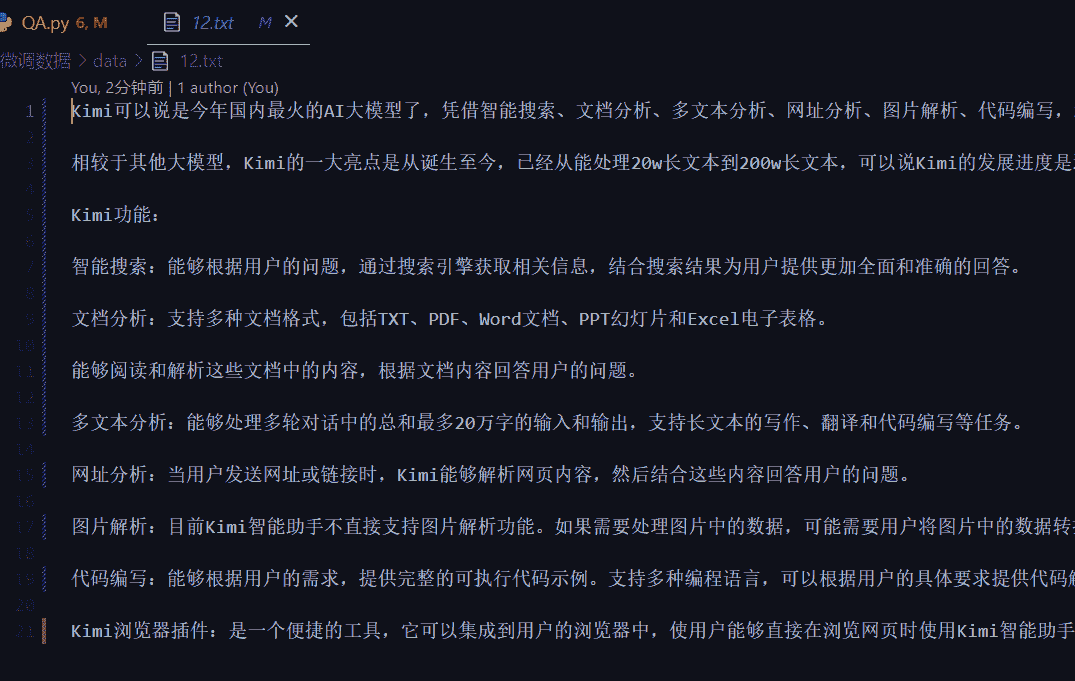 QA.py 6, M 12.txt M
微调数据 > data > 12.txt
You, 2分钟前 | 1 author (You)
1 Kimi可以说是今年国内最火的AI大模型了，凭借智能搜索、文档分析、多文本分析、网址分析、图片解析、代码编写，
2
3 相较于其他大模型，Kimi的一大亮点是从诞生至今，已经从能处理20w长文本到200w长文本，可以说Kimi的发展进度是
4
5 Kimi功能：
6
7 智能搜索：能够根据用户的问题，通过搜索引擎获取相关信息，结合搜索结果为用户提供更加全面和准确的回答。
8
9 文档分析：支持多种文档格式，包括TXT、PDF、Word文档、PPT幻灯片和Excel电子表格。
10
11 能够阅读和解析这些文档中的内容，根据文档内容回答用户的问题。
12
13 多文本分析：能够处理多轮对话中的总和最多20万字的输入和输出，支持长文本的写作、翻译和代码编写等任务。
14
15 网址分析：当用户发送网址或链接时，Kimi能够解析网页内容，然后结合这些内容回答用户的问题。
16
17 图片解析：目前Kimi智能助手不直接支持图片解析功能。如果需要处理图片中的数据，可能需要用户将图片中的数据转
18
19 代码编写：能够根据用户的需求，提供完整的可执行代码示例。支持多种编程语言，可以根据用户的具体要求提供代码
20
21 Kimi浏览器插件：是一个便捷的工具，它可以集成到用户的浏览器中，使用户能够直接在浏览网页时使用Kimi智能助手